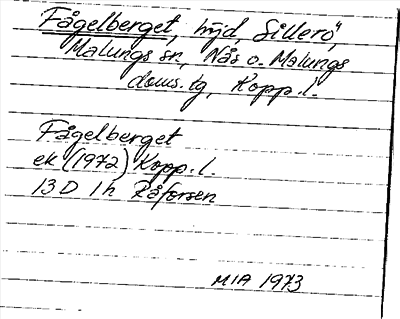 Fågelberget, höjd, Sillerö,
Malungs sn., Nås o. Malungs
doms.tg, Kopp.l.
Fågelberget
ek (1972) Kopp.l.
13 D 1h Råforsen
MIA 1973